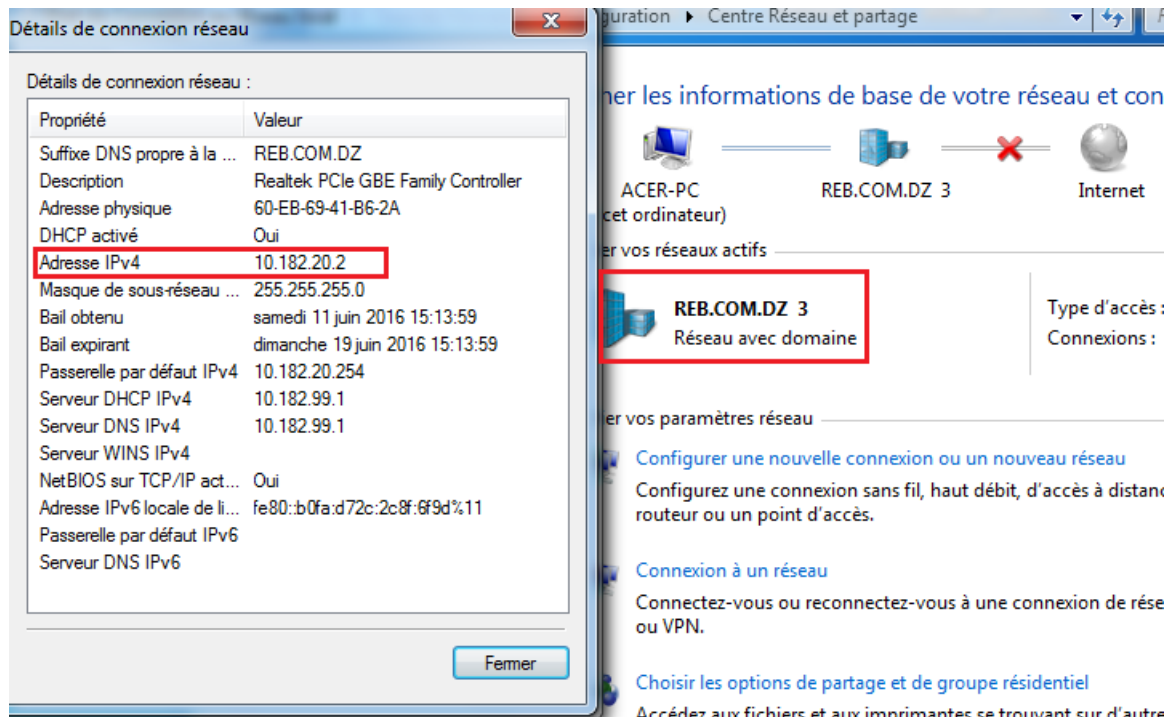 Détails de connexion réseau
Détails de connexion réseau :
Propriété Valeur
Suffixe DNS propre à la ... REB.COM.DZ
Description Realtek PCIe GBE Family Controller
Adresse physique 60-EB-69-41-B6-2A
DHCP activé Oui
Adresse IPv4 10.182.20.2
Masque de sous-réseau ... 255.255.255.0
Bail obtenu samedi 11 juin 2016 15:13:59
Bail expirant dimanche 19 juin 2016 15:13:59
Passerelle par défaut IPv4 10.182.20.254
Serveur DHCP IPv4 10.182.99.1
Serveur DNS IPv4 10.182.99.1
Serveur WINS IPv4
NetBIOS sur TCP/IP act... Oui
Adresse IPv6 locale de li... fe80::b0fa:d72c:2c8f:6f9d%11
Passerelle par défaut IPv6
Serveur DNS IPv6
Fermer
guration Centre Réseau et partage
her les informations de base de votre réseau et con
ACER-PC REB.COM.DZ 3 Internet
cet ordinateur)
er vos réseaux actifs
REB.COM.DZ 3
Réseau avec domaine
Type d'accès :
Connexions :
er vos paramètres réseau
Configurer une nouvelle connexion ou un nouveau réseau
Configurez une connexion sans fil, haut débit, d'accès à distanc
routeur ou un point d'accès.
Connexion à un réseau
Connectez-vous ou reconnectez-vous à une connexion de rése
ou VPN.
Choisir les options de partage et de groupe résidentiel
Accédez aux fichiers et aux imprimantes se trouvant sur d'autre